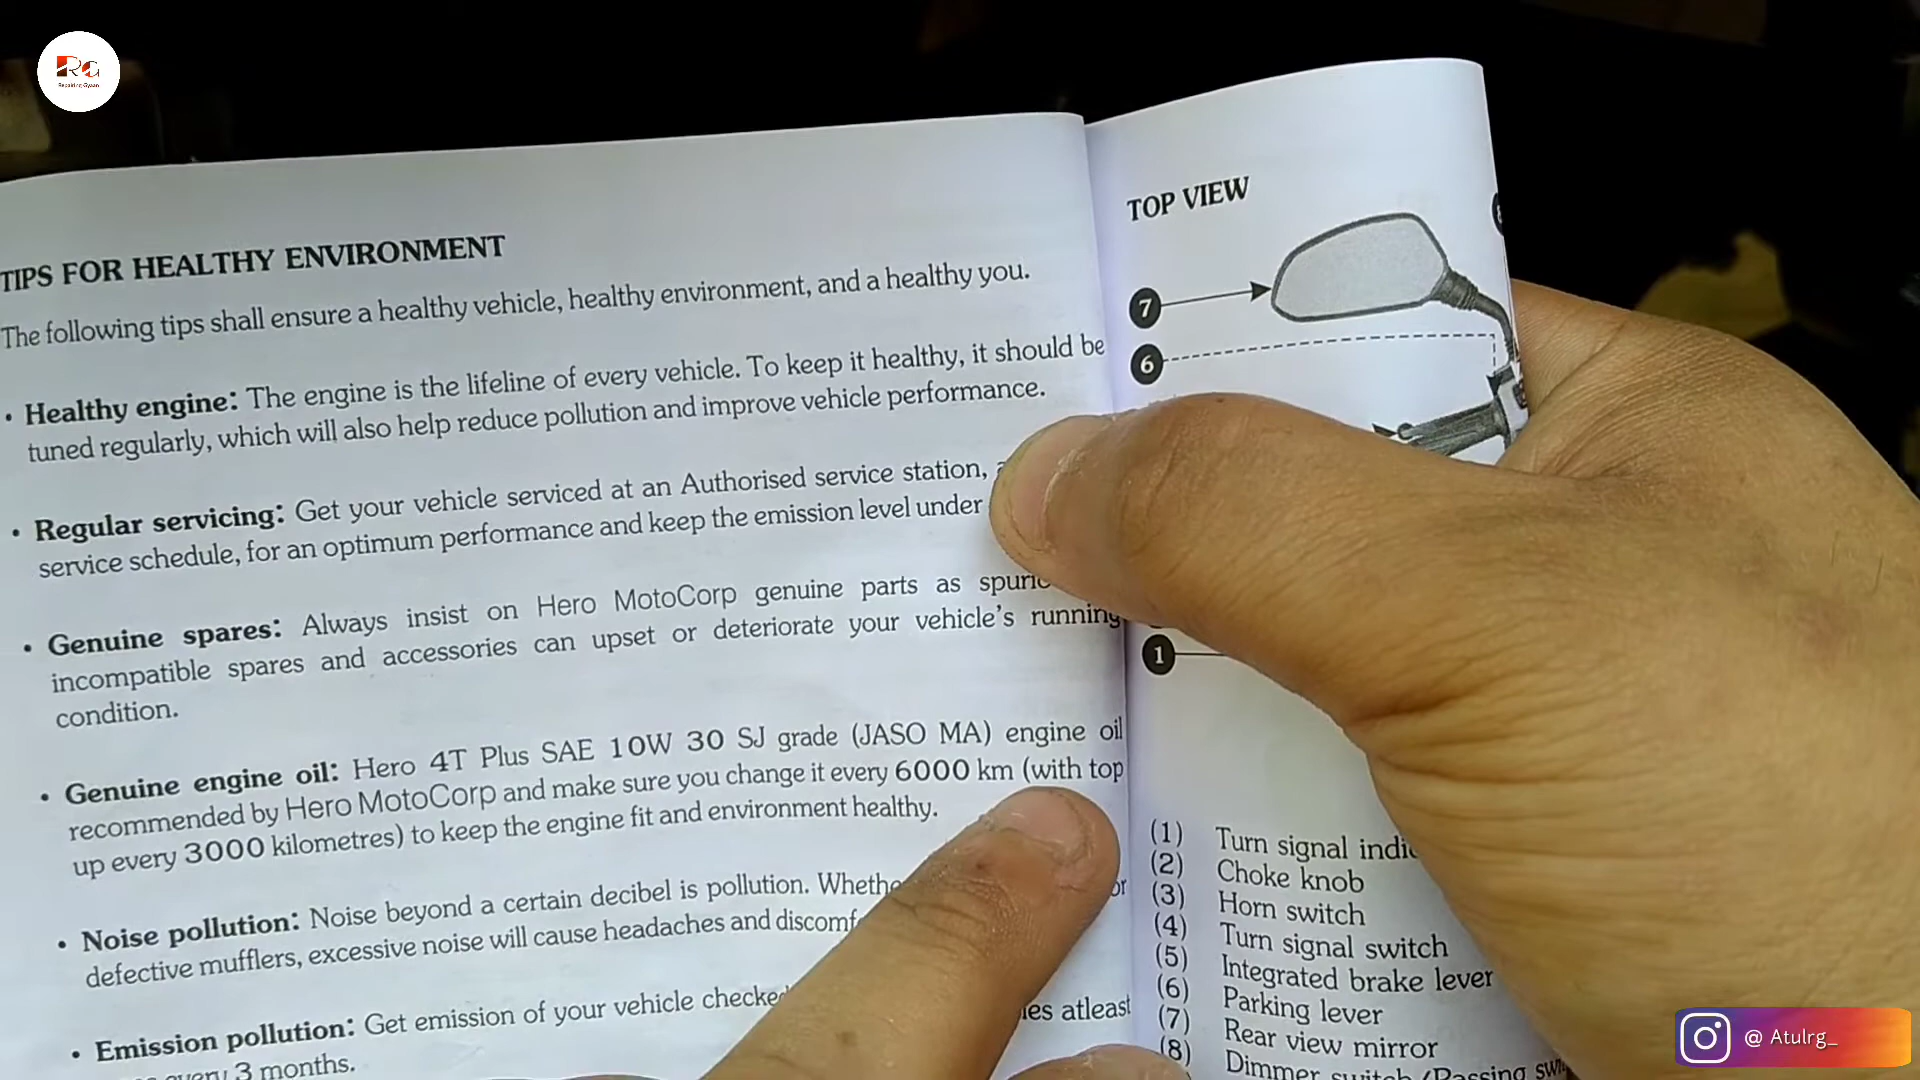 RG
Repairing Gyaan
TIPS FOR HEALTHY ENVIRONMENT
The following tips shall ensure a healthy vehicle, healthy environment, and a healthy you.
• Healthy engine: The engine is the lifeline of every vehicle. To keep it healthy, it should be
tuned regularly, which will also help reduce pollution and improve vehicle performance.
• Regular servicing: Get your vehicle serviced at an Authorised service station,
service schedule, for an optimum performance and keep the emission level under
• Genuine spares: Always insist on Hero MotoCorp genuine parts as
incompatible spares and accessories can upset or deteriorate your vehicle's running
condition.
• Genuine engine oil: Hero 4T Plus SAE 10W 30 SJ grade (JASO MA) engine oil
recommended by Hero MotoCorp and make sure you change it every 6000 km (with top
up every 3000 kilometres) to keep the engine fit and environment healthy.
• Noise pollution: Noise beyond a certain decibel is pollution.
defective mufflers, excessive noise will cause headaches and
• Emission pollution: Get emission of your vehicle atleast
every 3 months.
TOP VIEW
7
6
1
(1) Turn signal
(2) Choke knob
(3) Horn switch
(4) Turn signal switch
(5) Integrated brake lever
(6) Parking lever
(7) Rear view mirror
(8) Dimmer switch (Passing
@ Atulrg_